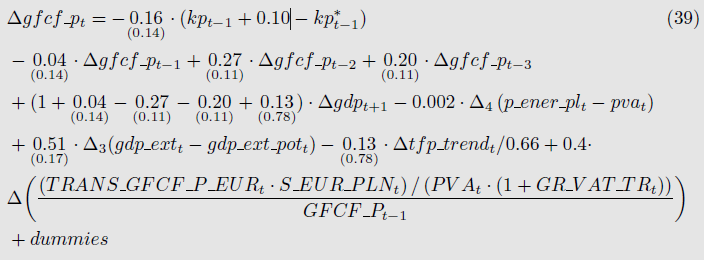 Δgfcf_p_t = − 0.16 · (kp_{t−1} + 0.10 − kp*_{t−1}) (39)
(0.14)
− 0.04 · Δgfcf_p_{t−1} + 0.27 · Δgfcf_p_{t−2} + 0.20 · Δgfcf_p_{t−3}
(0.14) (0.11) (0.11)
+ (1 + 0.04 − 0.27 − 0.20 + 0.13) · Δgdp_{t+1} − 0.002 · Δ_4 (p_ener_pl_t − pva_t)
(0.14) (0.11) (0.11) (0.78)
+ 0.51 · Δ_3(gdp_ext_t − gdp_ext_pot_t) − 0.13 · Δtfp_trend_t/0.66 + 0.4·
(0.17) (0.78)
Δ ( (TRANS_GFCF_P_EUR_t · S_EUR_PLN_t) / (PVA_t · (1 + GR_VAT_TR_t))
GFCF_P_{t−1} )
+ dummies